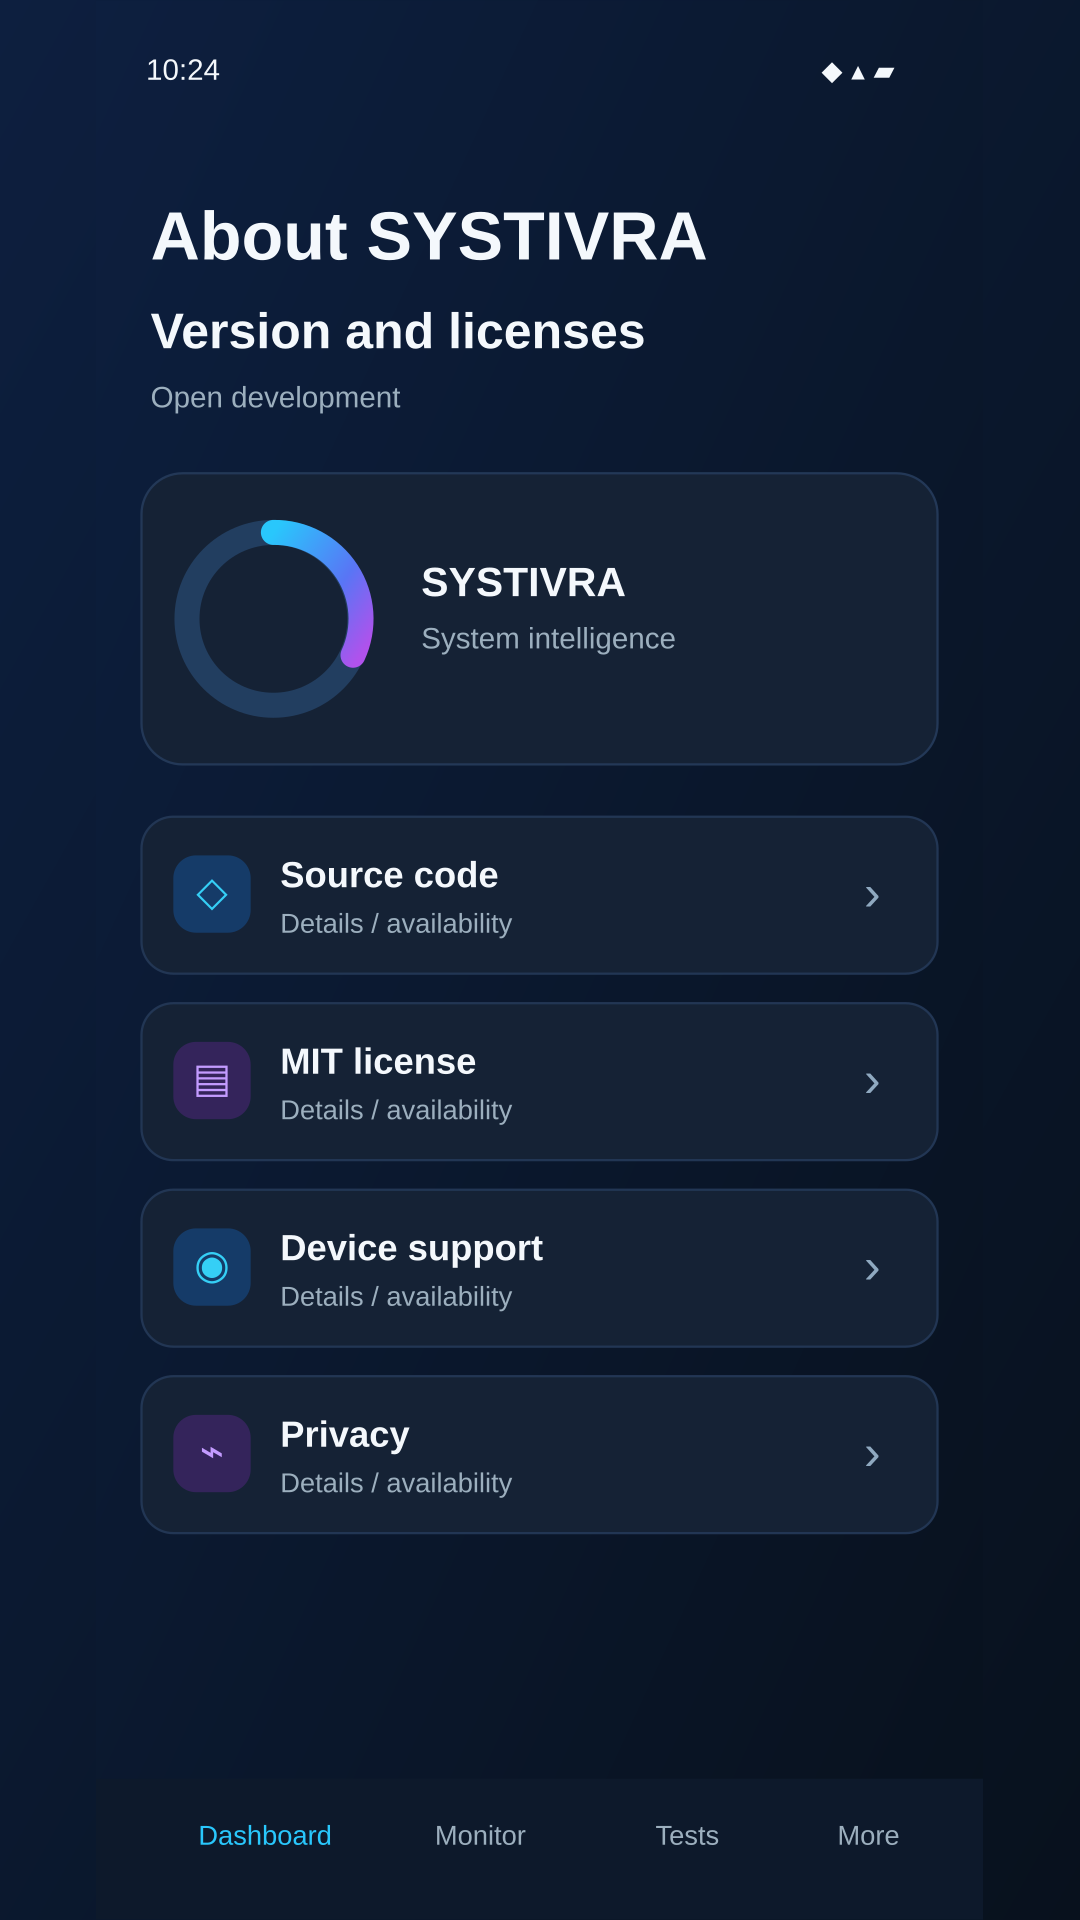 10:24
About SYSTIVRA
Version and licenses
Open development
SYSTIVRA
System intelligence
Source code
Details / availability
MIT license
Details / availability
Device support
Details / availability
Privacy
Details / availability
Dashboard Monitor Tests More